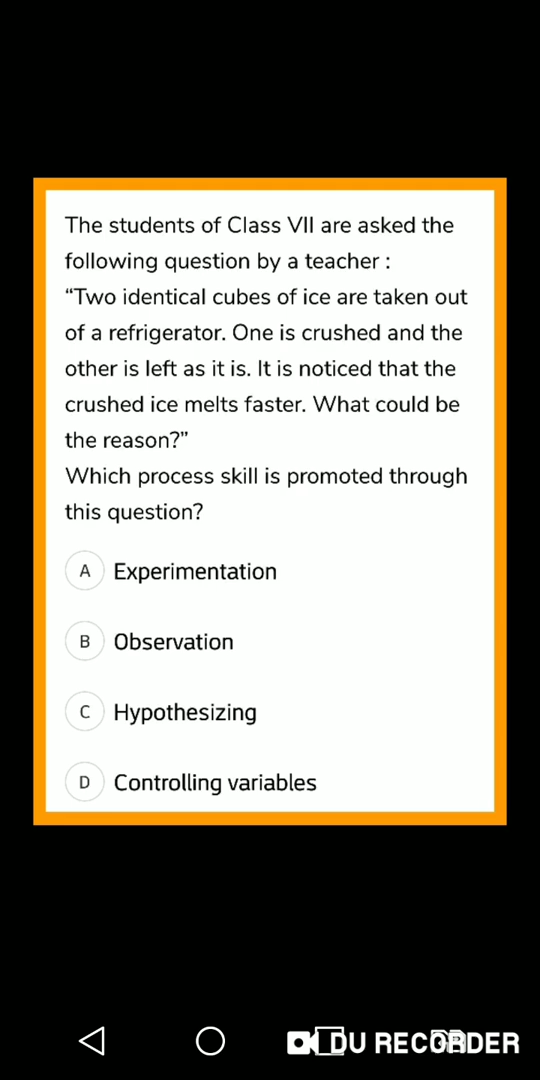 The students of Class VII are asked the
following question by a teacher :
“Two identical cubes of ice are taken out
of a refrigerator. One is crushed and the
other is left as it is. It is noticed that the
crushed ice melts faster. What could be
the reason?”
Which process skill is promoted through
this question?
A Experimentation
B Observation
C Hypothesizing
D Controlling variables
DU RECORDER